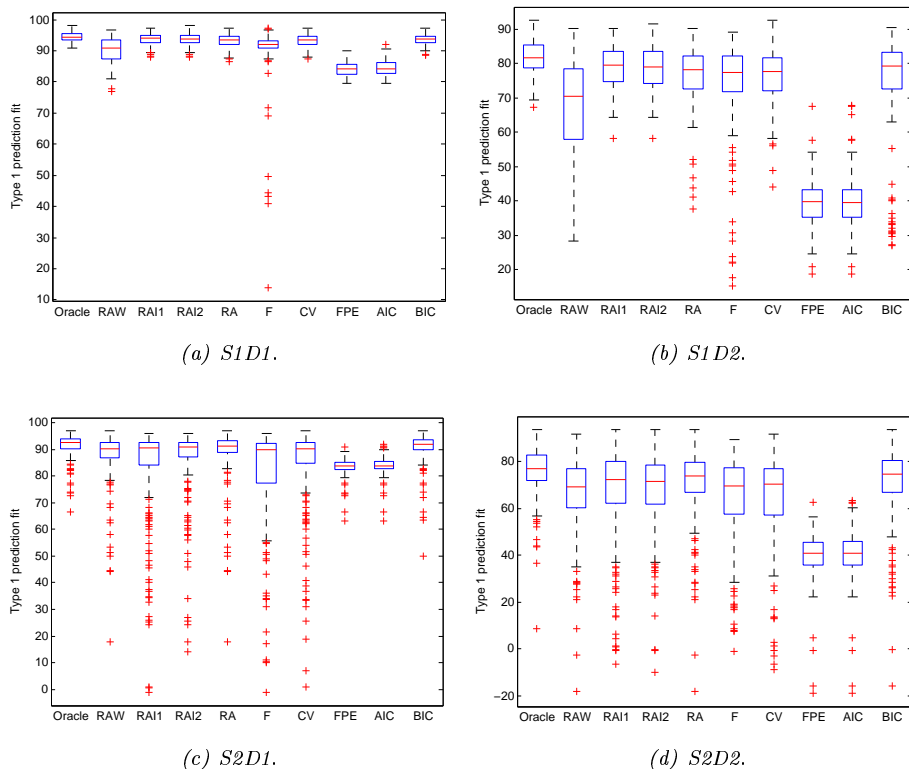 100
90
80
70
60
50
40
30
20
10
Type 1 prediction fit
Oracle RAW RAI1 RAI2 RA F CV FPE AIC BIC
(a) S1D1.
90
80
70
60
50
40
30
20
Type 1 prediction fit
Oracle RAW RAI1 RAI2 RA F CV FPE AIC BIC
(b) S1D2.
100
90
80
70
60
50
40
30
20
10
0
Type 1 prediction fit
Oracle RAW RAI1 RAI2 RA F CV FPE AIC BIC
(c) S2D1.
80
60
40
20
0
−20
Type 1 prediction fit
Oracle RAW RAI1 RAI2 RA F CV FPE AIC BIC
(d) S2D2.